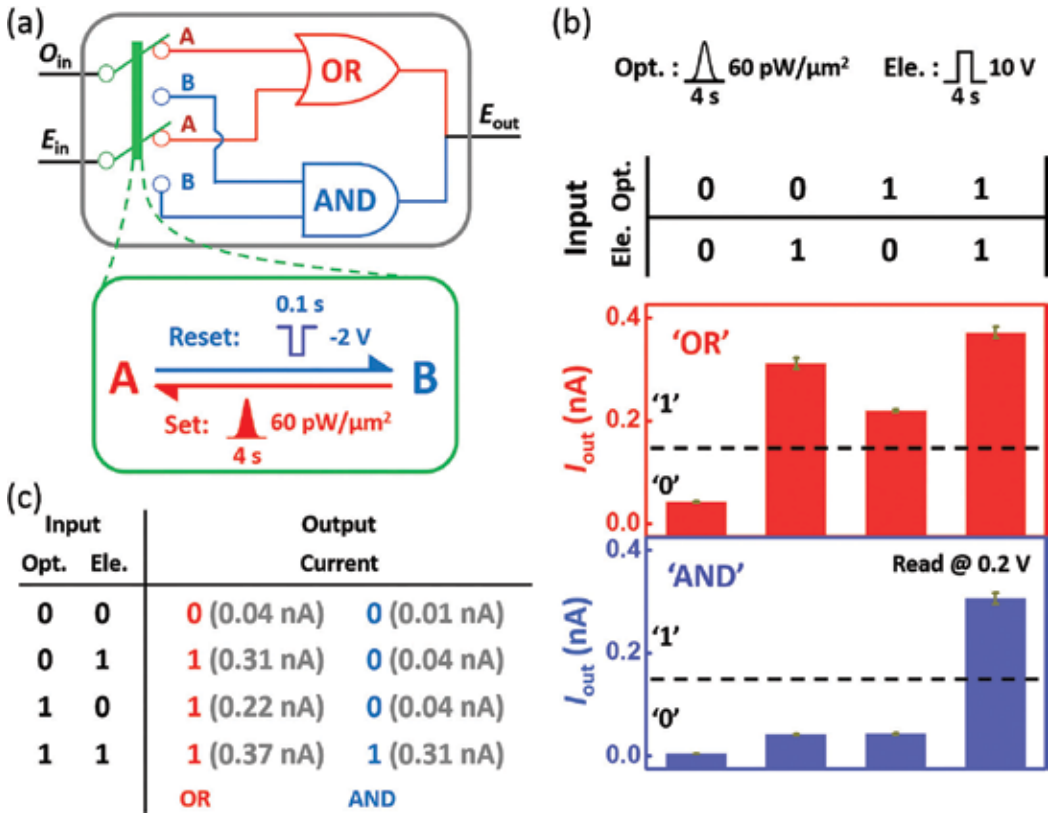 (a)
O_in
E_in
A
B
A
B
OR
AND
E_out
0.1 s
Reset: -2 V
A B
Set: 60 pW/μm²
4 s
(b)
Opt. : 60 pW/μm² Ele. : 10 V
4 s 4 s
Input
Opt. 0 0 1 1
Ele. 0 1 0 1
'OR'
I_out (nA)
0.4
0.2
0.0
'1'
'0'
'AND' Read @ 0.2 V
I_out (nA)
0.4
0.2
0.0
'1'
'0'
(c)
Input Output
Opt. Ele. Current
0 0 0 (0.04 nA) 0 (0.01 nA)
0 1 1 (0.31 nA) 0 (0.04 nA)
1 0 1 (0.22 nA) 0 (0.04 nA)
1 1 1 (0.37 nA) 1 (0.31 nA)
OR AND